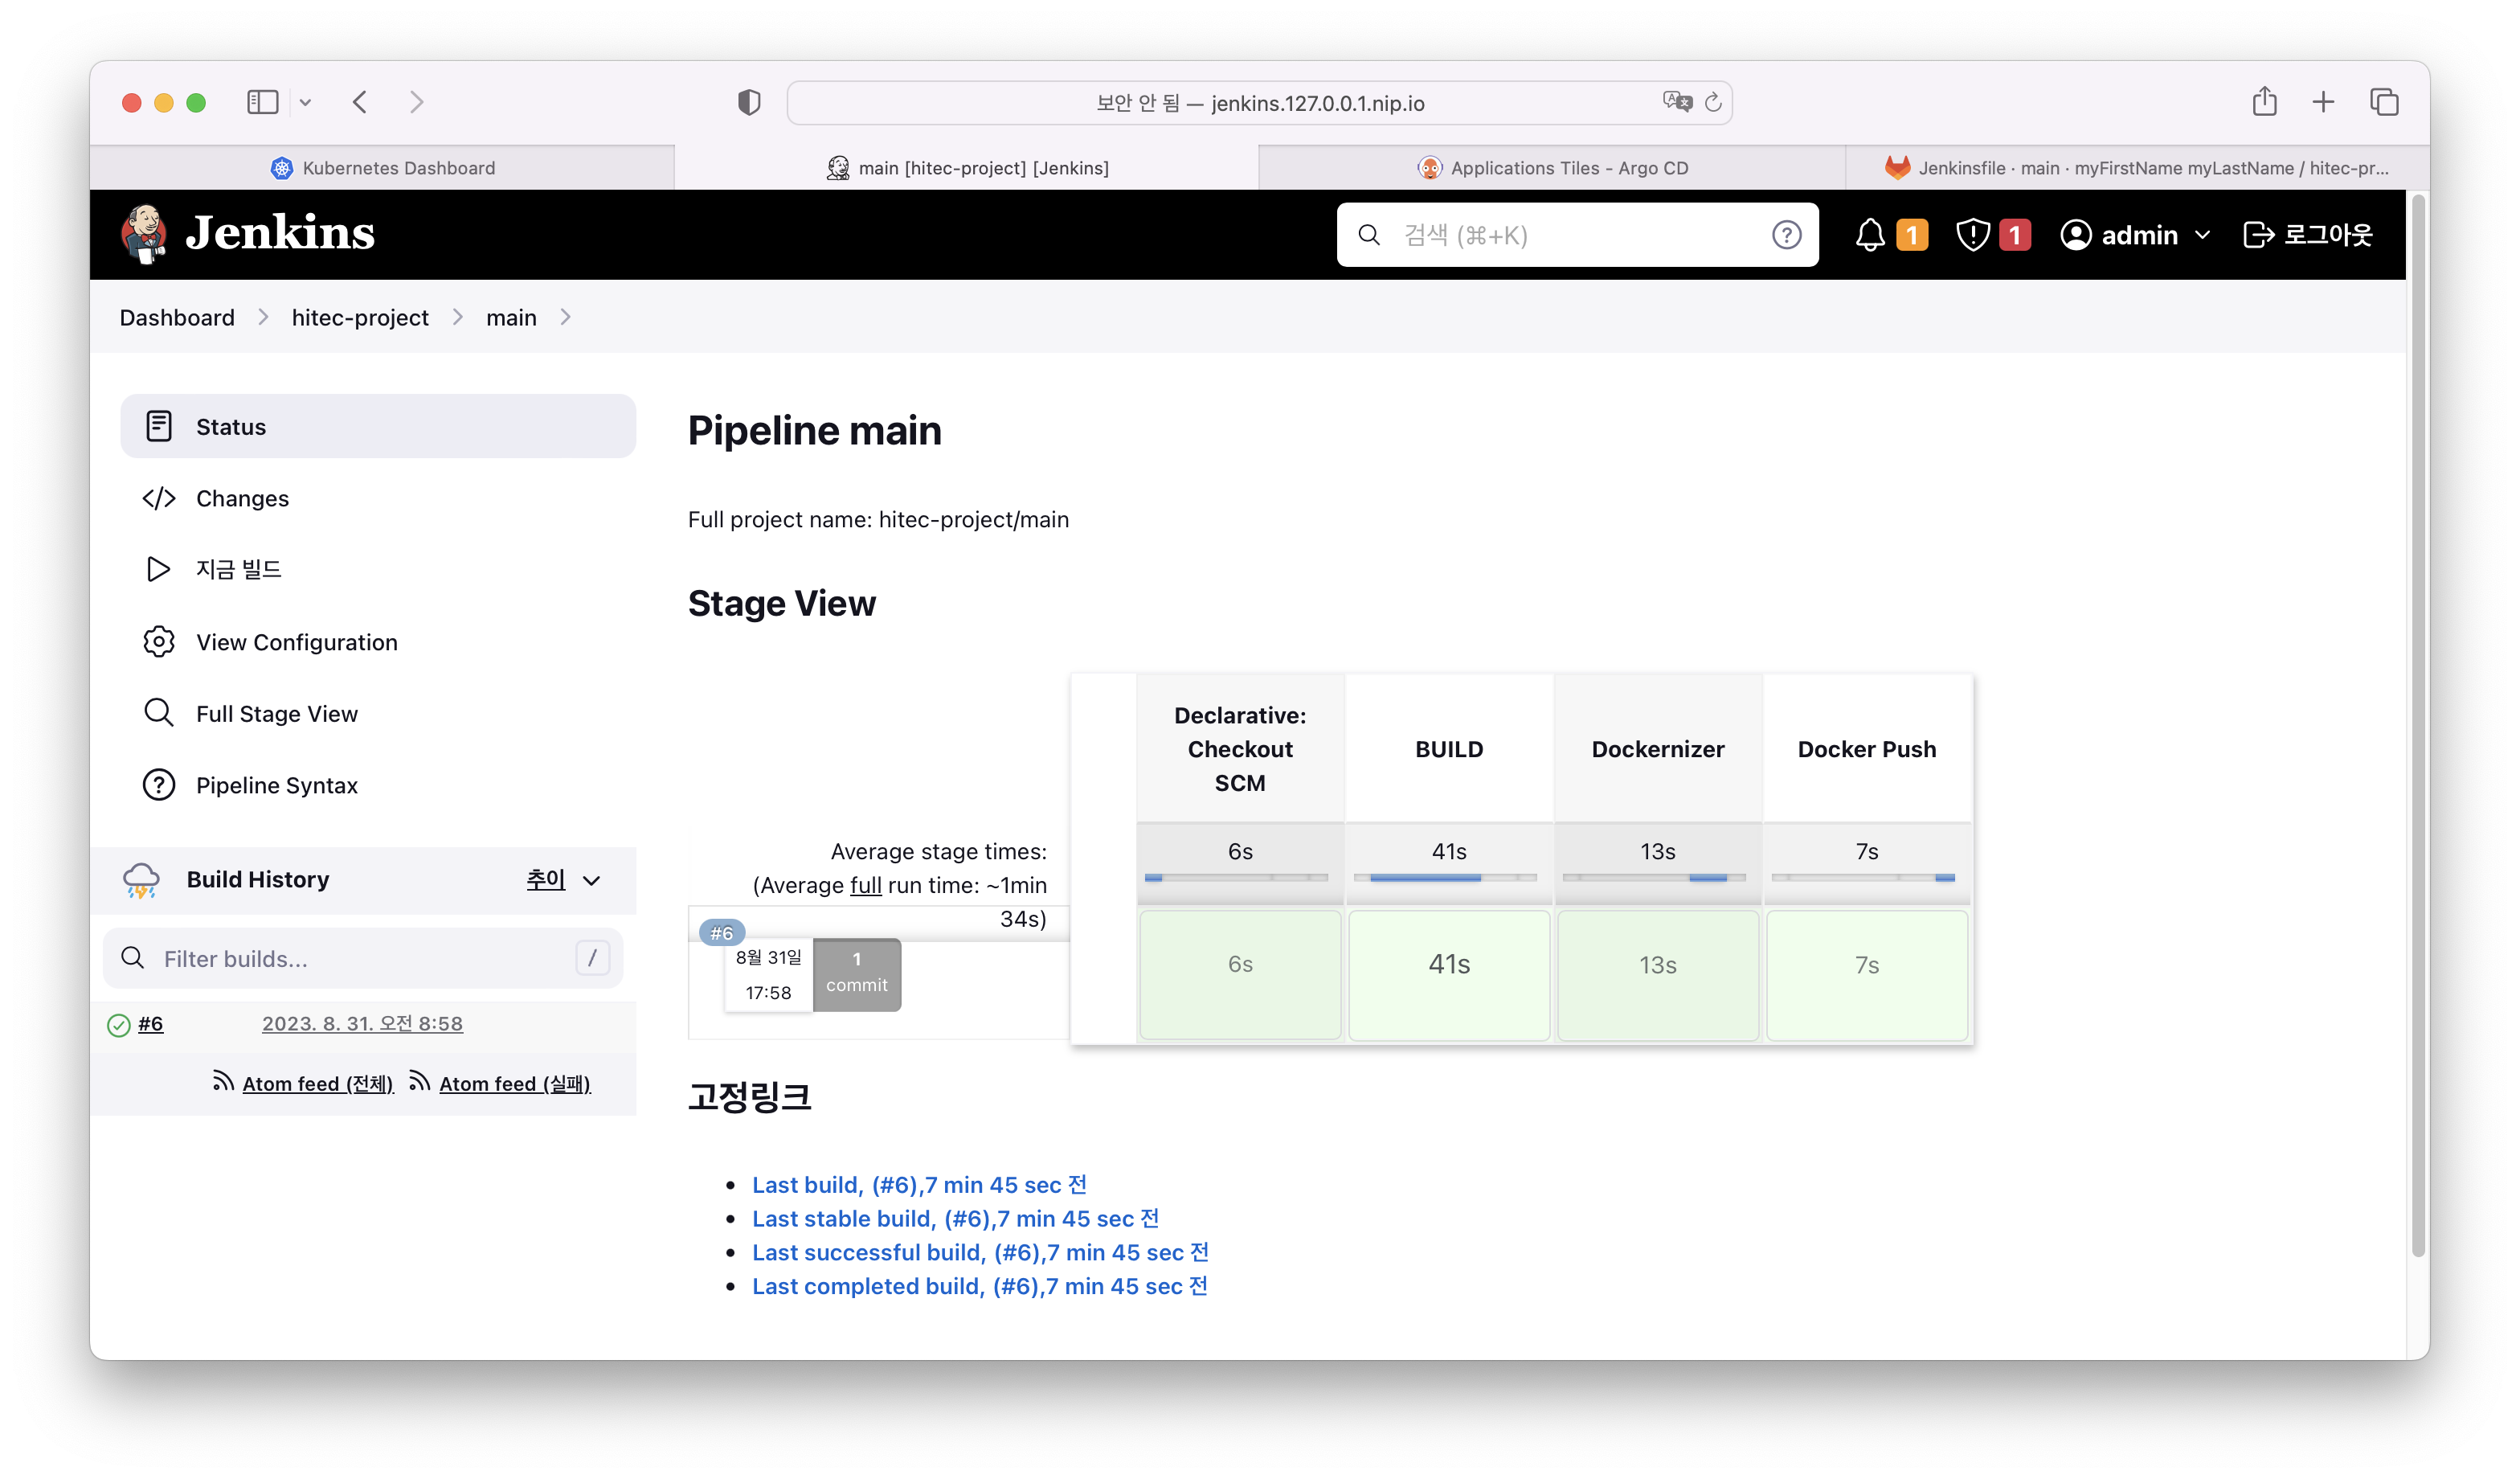 보안 안 됨 — jenkins.127.0.0.1.nip.io
Kubernetes Dashboard
main [hitec-project] [Jenkins]
Applications Tiles - Argo CD
Jenkinsfile · main · myFirstName myLastName / hitec-pr...
Jenkins
검색 (⌘+K)
1
1
admin
로그아웃
Dashboard
hitec-project
main
Status
Changes
지금 빌드
View Configuration
Full Stage View
Pipeline Syntax
Build History
추이
Filter builds...
/
#6
2023. 8. 31. 오전 8:58
Atom feed (전체)
Atom feed (실패)
Pipeline main
Full project name: hitec-project/main
Stage View
Declarative:
Checkout
SCM
BUILD
Dockernizer
Docker Push
Average stage times:
(Average full run time: ~1min
34s)
6s
41s
13s
7s
#6
8월 31일
17:58
1
commit
6s
41s
13s
7s
고정링크
Last build, (#6),7 min 45 sec 전
Last stable build, (#6),7 min 45 sec 전
Last successful build, (#6),7 min 45 sec 전
Last completed build, (#6),7 min 45 sec 전